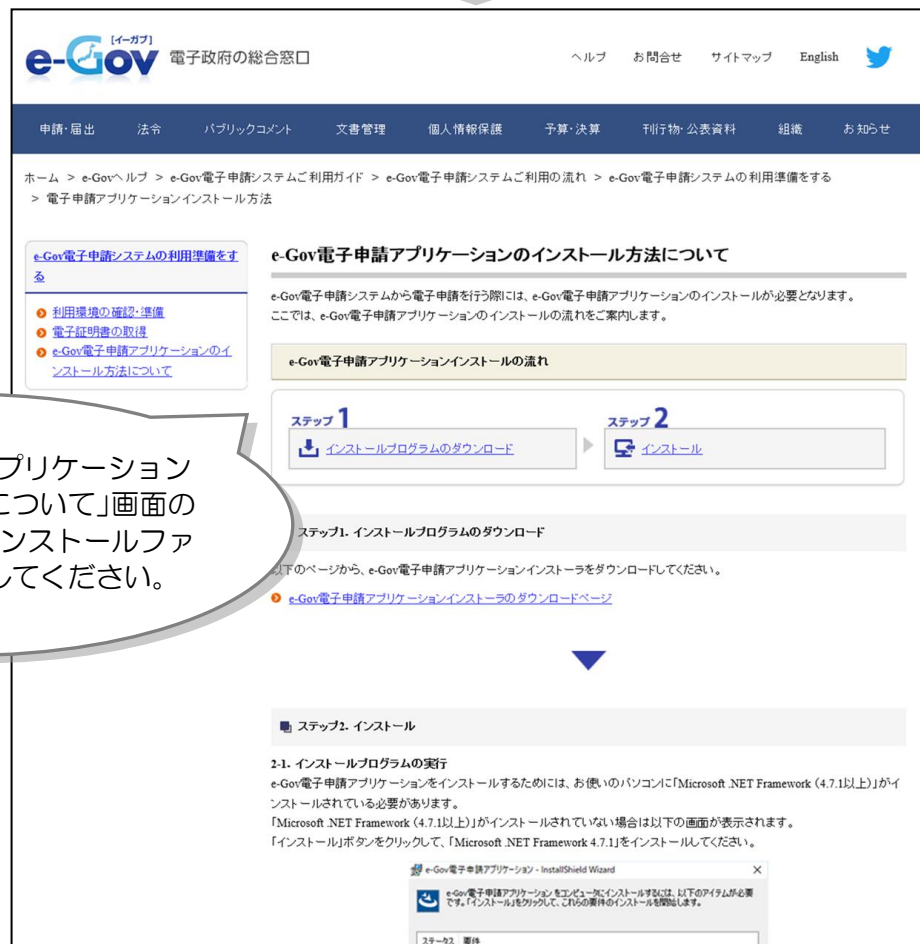 [イーガブ]
e-Gov 電子政府の総合窓口
ヘルプ お問合せ サイトマップ English
申請・届出 法令 パブリックコメント 文書管理 個人情報保護 予算・決算 刊行物・公表資料 組織 お知らせ
ホーム > e-Govヘルプ > e-Gov電子申請システムご利用ガイド > e-Gov電子申請システムご利用の流れ > e-Gov電子申請システムの利用準備をする
> 電子申請アプリケーションインストール方法
e-Gov電子申請システムの利用準備をす
る
利用環境の確認・準備
電子証明書の取得
e-Gov電子申請アプリケーションのイ
ンストール方法について
e-Gov電子申請アプリケーションのインストール方法について
e-Gov電子申請システムから電子申請を行う際には、e-Gov電子申請アプリケーションのインストールが必要となります。
ここでは、e-Gov電子申請アプリケーションのインストールの流れをご案内します。
e-Gov電子申請アプリケーションインストールの流れ
ステップ1
インストールプログラムのダウンロード
ステップ2
インストール
プリケーション
について」画面の
ンストールファ
してください。
ステップ1. インストールプログラムのダウンロード
以下のページから、e-Gov電子申請アプリケーションインストーラをダウンロードしてください。
e-Gov電子申請アプリケーションインストーラのダウンロードページ
ステップ2. インストール
2-1. インストールプログラムの実行
e-Gov電子申請アプリケーションをインストールするためには、お使いのパソコンに「Microsoft .NET Framework (4.7.1以上)」がイ
ンストールされている必要があります。
「Microsoft .NET Framework (4.7.1以上)」がインストールされていない場合は以下の画面が表示されます。
「インストール」ボタンをクリックして、「Microsoft .NET Framework 4.7.1」をインストールしてください。
e-Gov電子申請アプリケーション - InstallShield Wizard
e-Gov電子申請アプリケーション をコンピュータにインストールするには、以下のアイテムが必要
です。「インストール」をクリックして、これらの要件のインストールを開始します。
ステータス 要件